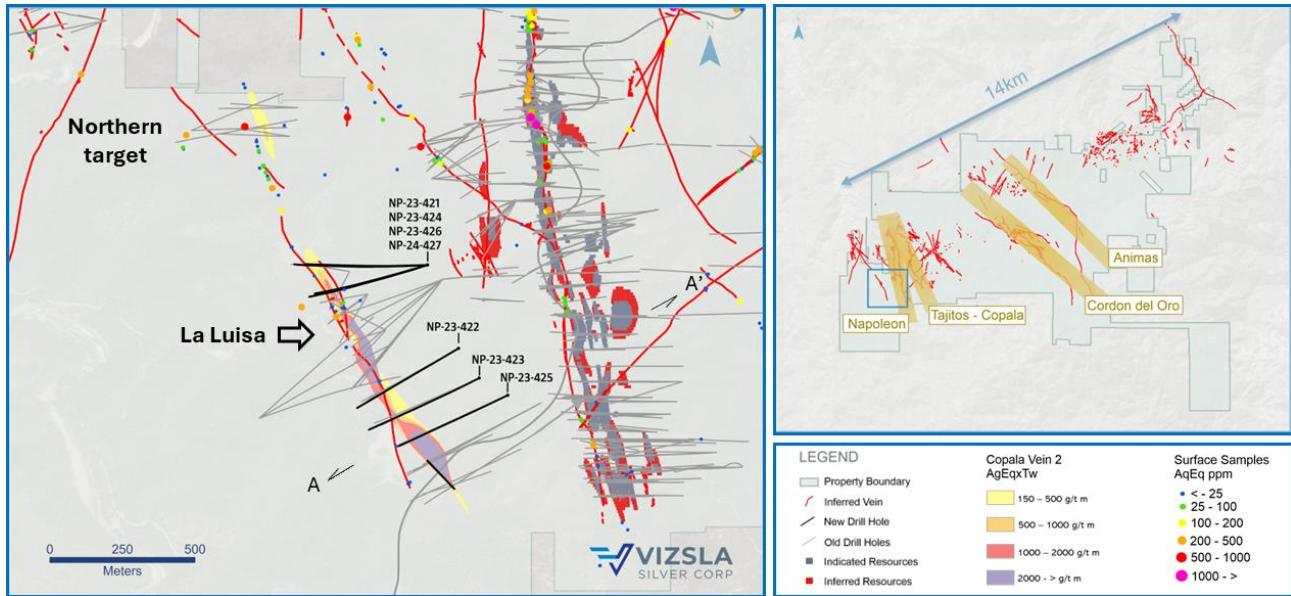 N
Northern
target
NP-23-421
NP-23-424
NP-23-426
NP-24-427
A'
La Luisa
NP-23-422
NP-23-423
NP-23-425
A
0 250 500
Meters
VIZSLA
SILVER CORP
14km
Animas
Cordon del Oro
Tajitos - Copala
Napoleon
LEGEND
Property Boundary
Inferred Vein
New Drill Hole
Old Drill Holes
Indicated Resources
Inferred Resources
Copala Vein 2
AgEqxTw
150 – 500 g/t m
500 – 1000 g/t m
1000 – 2000 g/t m
2000 - > g/t m
Surface Samples
AqEq ppm
< - 25
25 - 100
100 - 200
200 - 500
500 - 1000
1000 - >